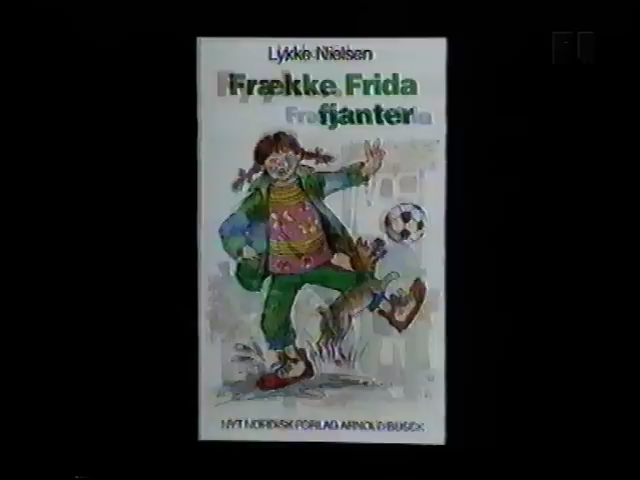 Lykke Nielsen
Frække Frida
fjanter
NYT NORDISK FORLAG ARNOLD BUSCK